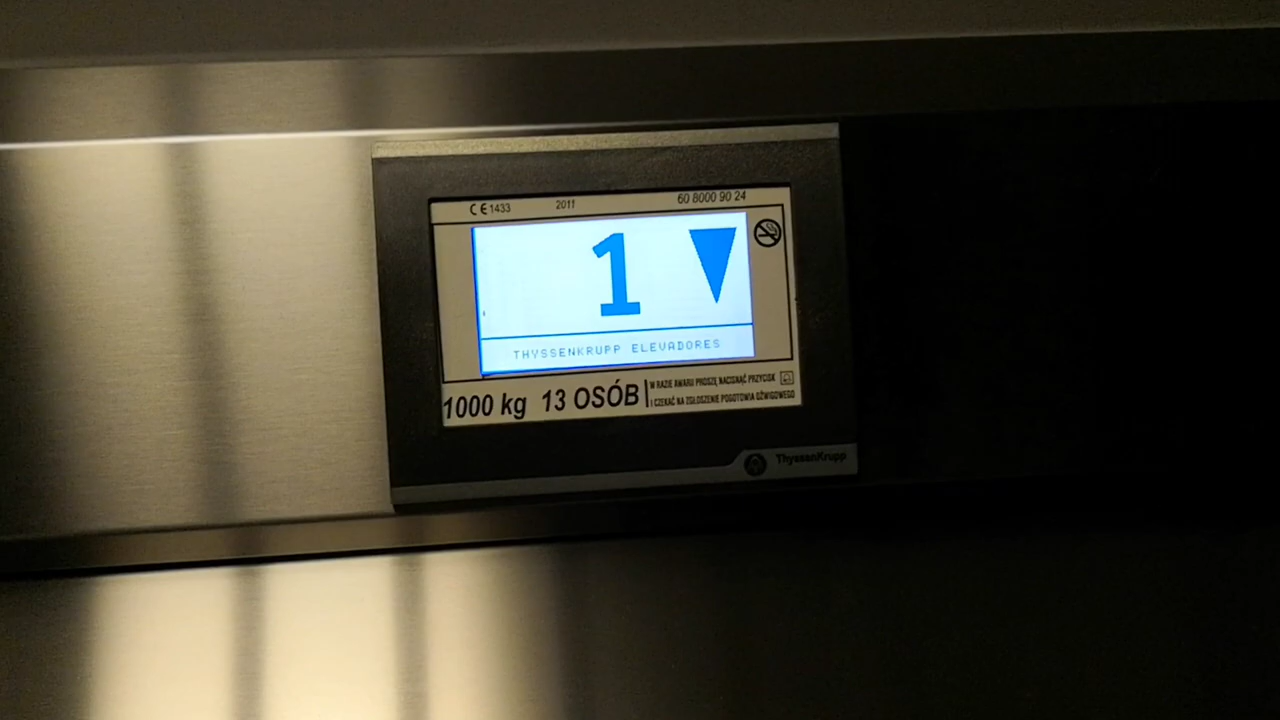 CE 1433 2011 60 8000 90 24
1
THYSSENKRUPP ELEVADORES
1000 kg 13 OSÓB
W RAZIE AWARII PROSZĘ NACISNĄĆ PRZYCISK
I CZEKAĆ NA ZGŁOSZENIE POGOTOWIA DŹWIGOWEGO
ThyssenKrupp